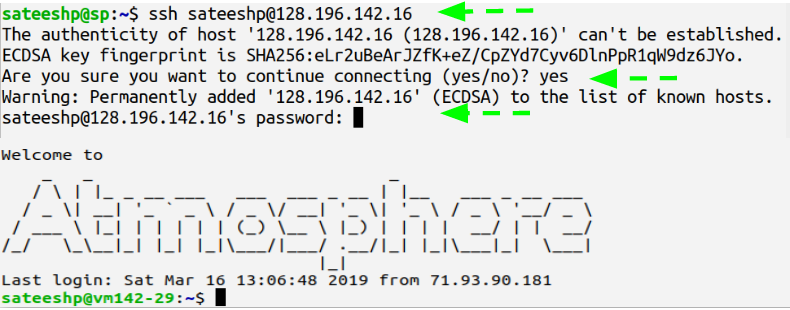 sateeshp@sp:~$ ssh sateeshp@128.196.142.16
The authenticity of host '128.196.142.16 (128.196.142.16)' can't be established.
ECDSA key fingerprint is SHA256:eLr2uBeArJZfK+eZ/CpZYd7Cyv6DlnPpR1qW9dz6JYo.
Are you sure you want to continue connecting (yes/no)? yes
Warning: Permanently added '128.196.142.16' (ECDSA) to the list of known hosts.
sateeshp@128.196.142.16's password:
Welcome to
Atmosphere
Last login: Sat Mar 16 13:06:48 2019 from 71.93.90.181
sateeshp@vm142-29:~$